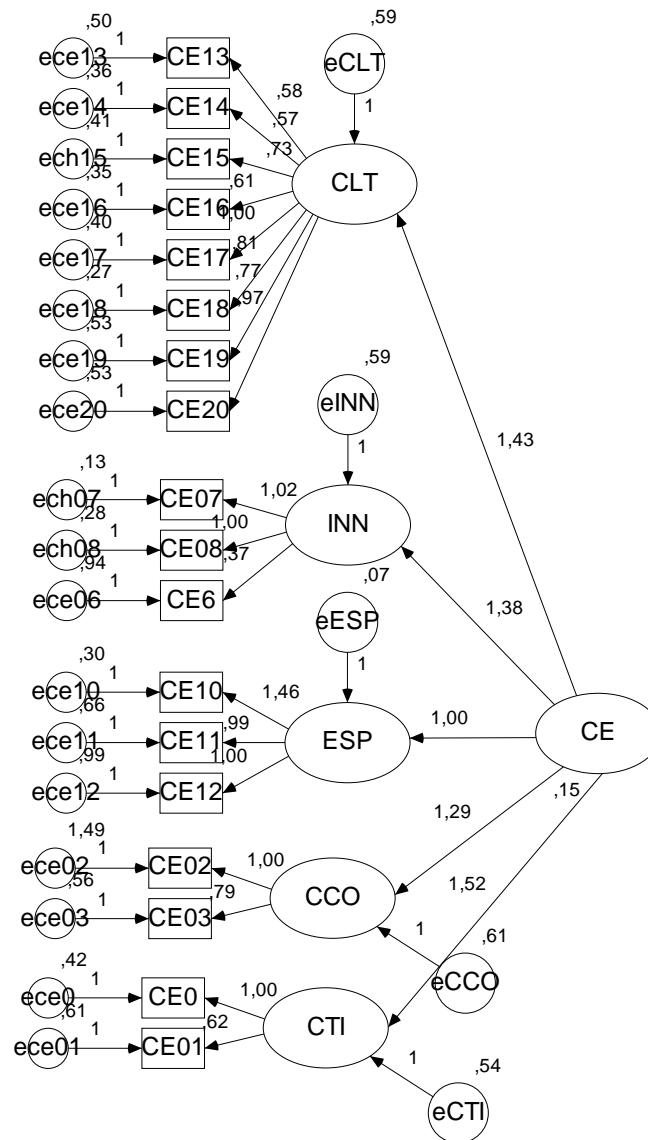 ,50
ece13 1 CE13
,59
eCLT
1
,36
ece14 1 CE14
,58
,57
,41
ech15 1 CE15
,73
CLT
,35
ece16 1 CE16
,61
1,00
,40
ece17 1 CE17
,81
,27
ece18 1 CE18
,77
,97
,53
ece19 1 CE19
,53
ece20 1 CE20
,59
eINN
1
1,43
,13
ech07 1 CE07
1,02
INN
,28
ech08 1 CE08
1,00
,94
ece06 1 CE6
,37
,07
eESP
1
1,38
,30
ece10 1 CE10
1,46
,66
ece11 1 CE11
,99
ESP
1,00
CE
,99
ece12 1 CE12
1,00
,15
1,49
ece02 1 CE02
1,00
CCO
1,29
,56
ece03 1 CE03
,79
1,52
1
,61
eCCO
,42
ece0 1 CE0
1,00
CTI
,61
ece01 1 CE01
,62
1
,54
eCTI